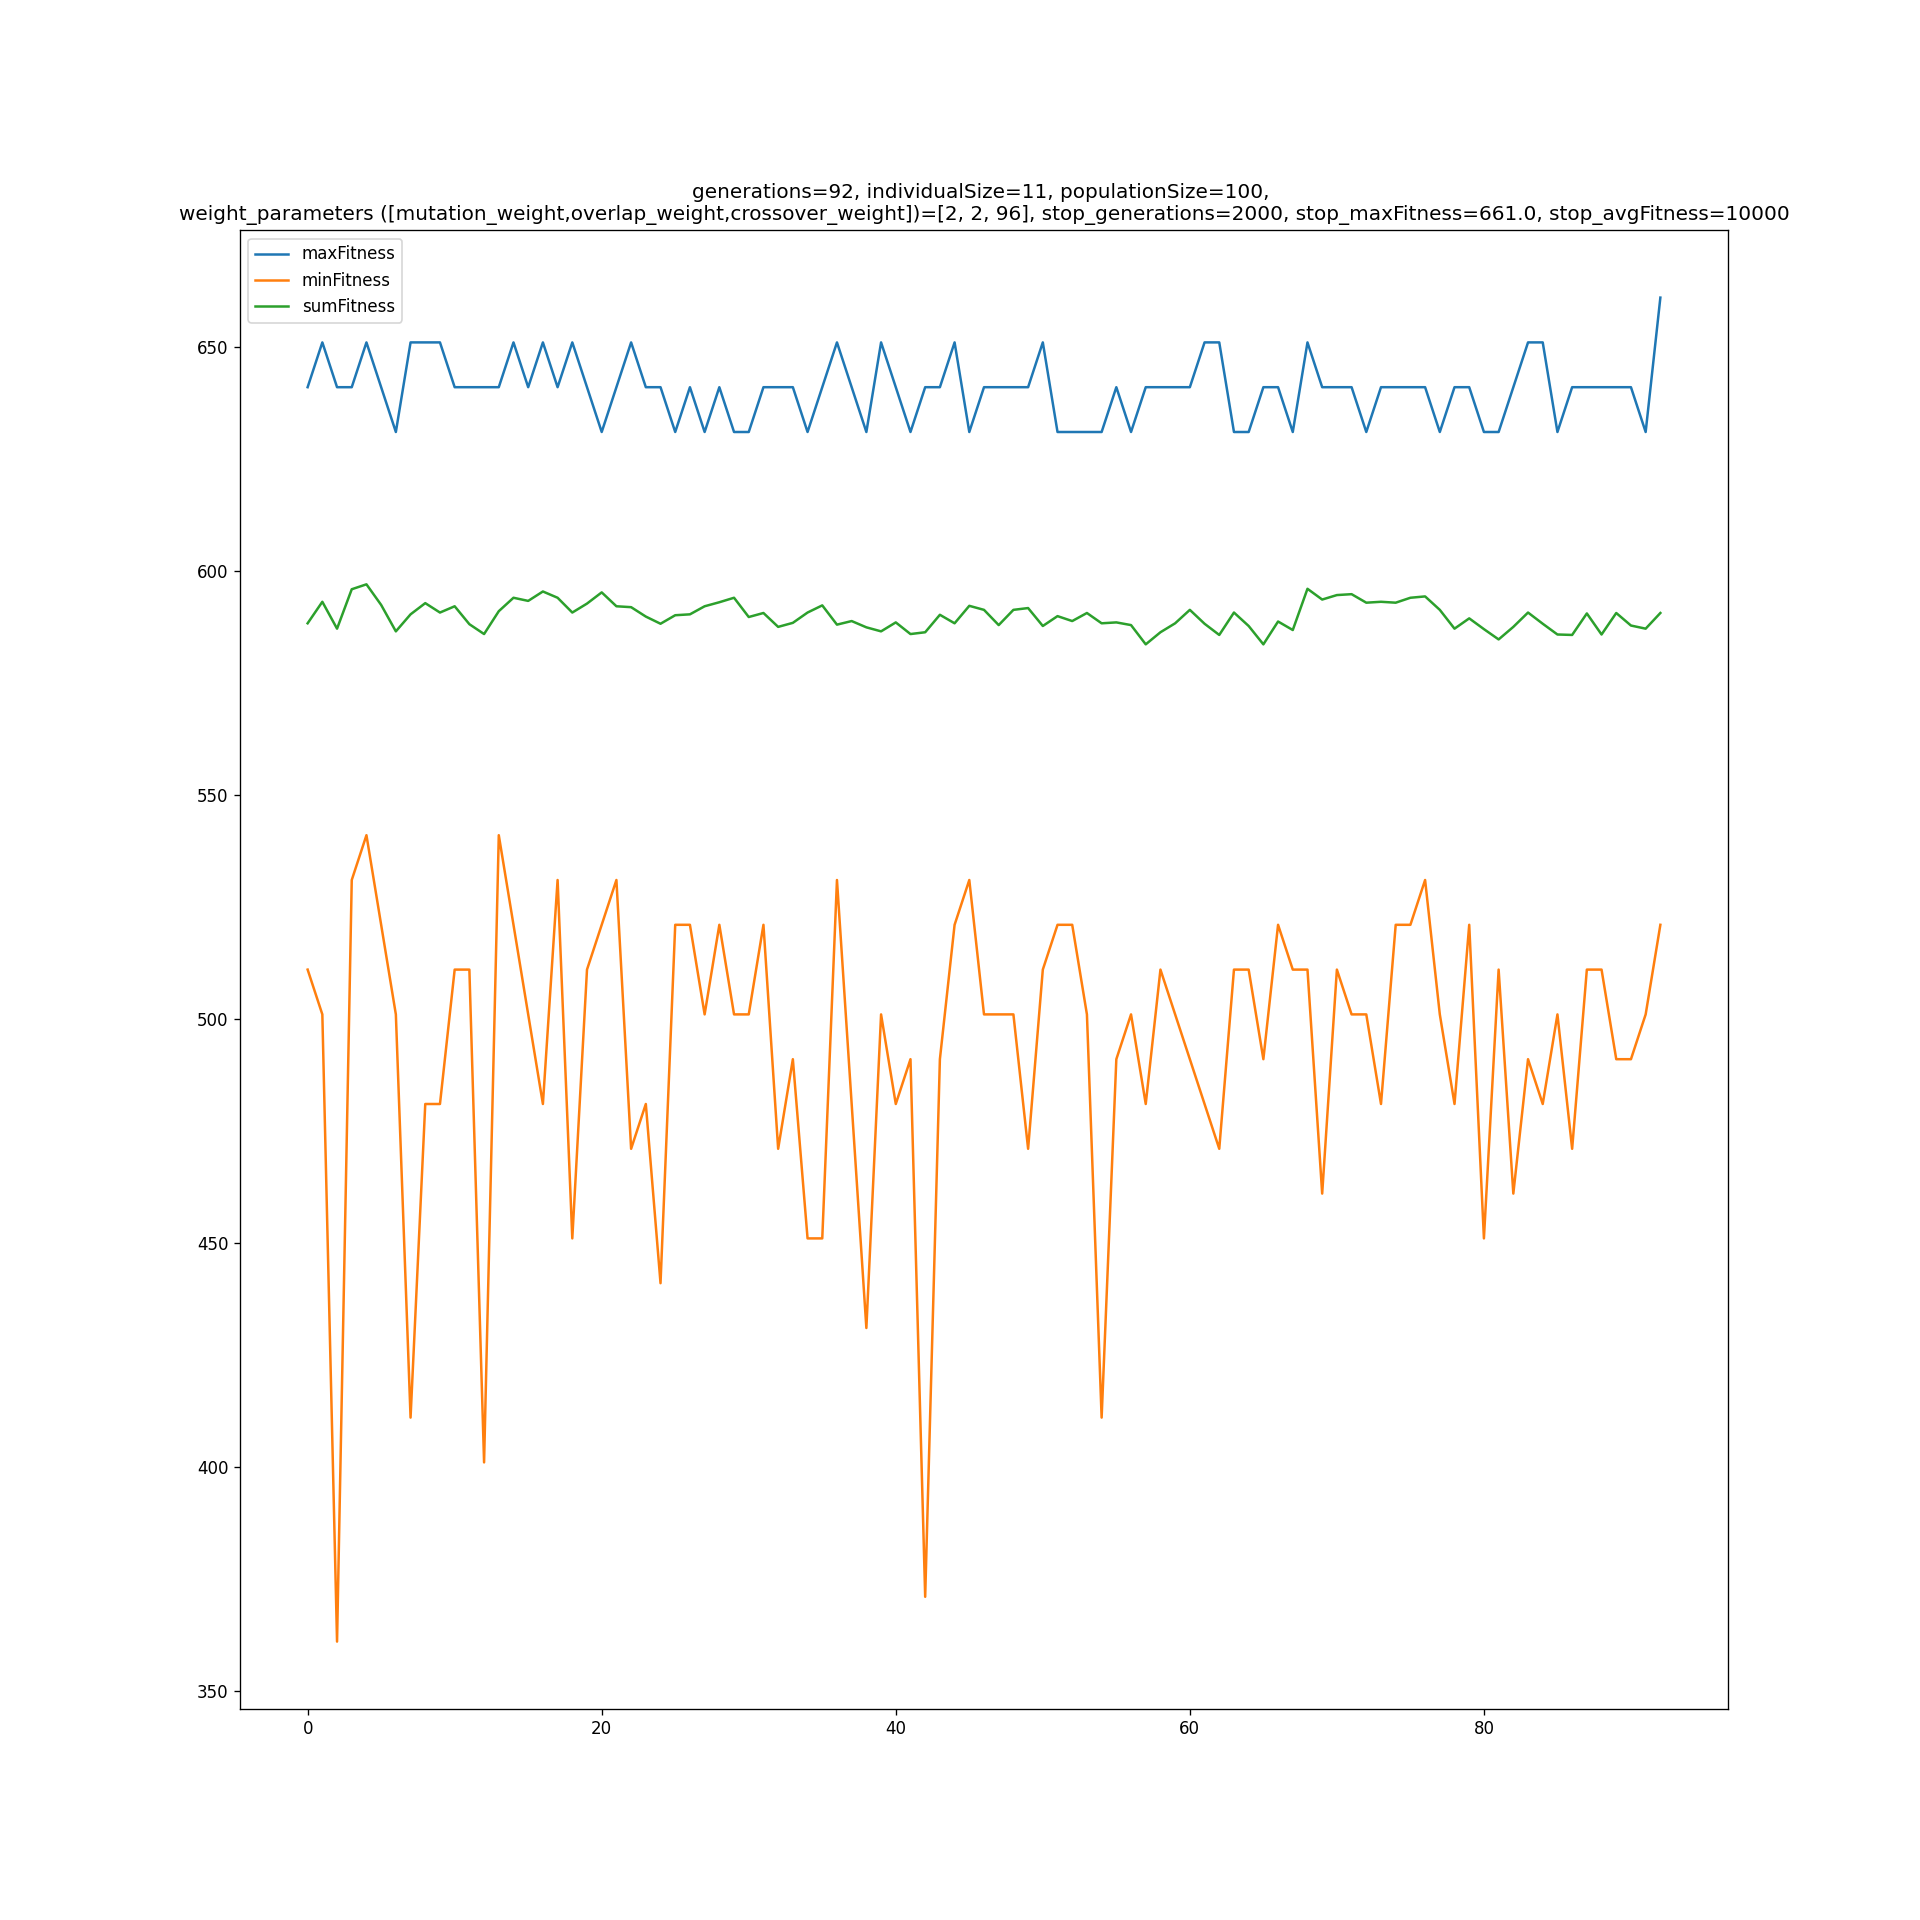 generations=92, individualSize=11, populationSize=100,
weight_parameters ([mutation_weight,overlap_weight,crossover_weight])=[2, 2, 96], stop_generations=2000, stop_maxFitness=661.0, stop_avgFitness=10000
maxFitness
minFitness
sumFitness
650
600
550
500
450
400
350
0 20 40 60 80